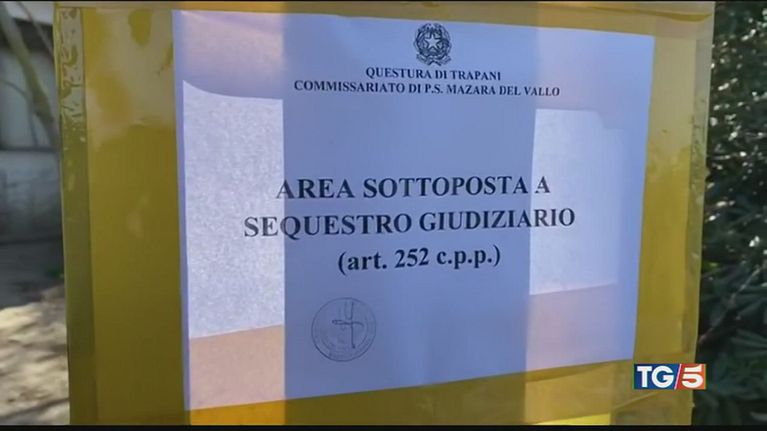 QUESTURA DI TRAPANI
COMMISSARIATO DI P.S. MAZARA DEL VALLO
AREA SOTTOPOSTA A
SEQUESTRO GIUDIZIARIO
(art. 252 c.p.p.)
TG5